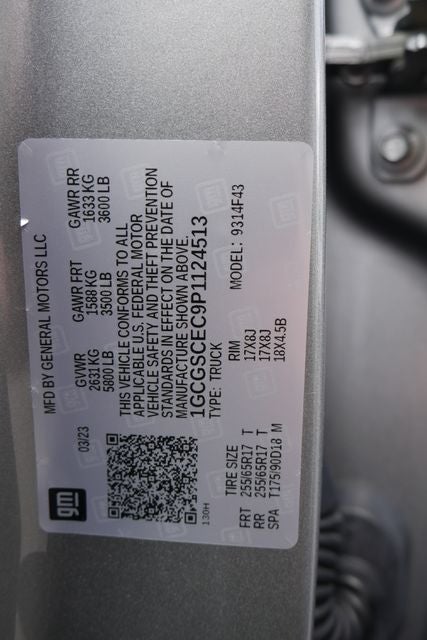 MFD BY GENERAL MOTORS LLC
03/23
GVWR GAWR FRT GAWR RR
2631KG 1588 KG 1633 KG
5800 LB 3500 LB 3600 LB
THIS VEHICLE CONFORMS TO ALL
APPLICABLE U.S. FEDERAL MOTOR
VEHICLE SAFETY AND THEFT PREVENTION
STANDARDS IN EFFECT ON THE DATE OF
MANUFACTURE SHOWN ABOVE.
1GCGSCEC9P1124513
TYPE: TRUCK MODEL: 9314F43
gm
130H
TIRE SIZE RIM
FRT 255/65R17 T 17X8J
RR 255/65R17 T 17X8J
SPA T175/90D18 M 18X4.5B